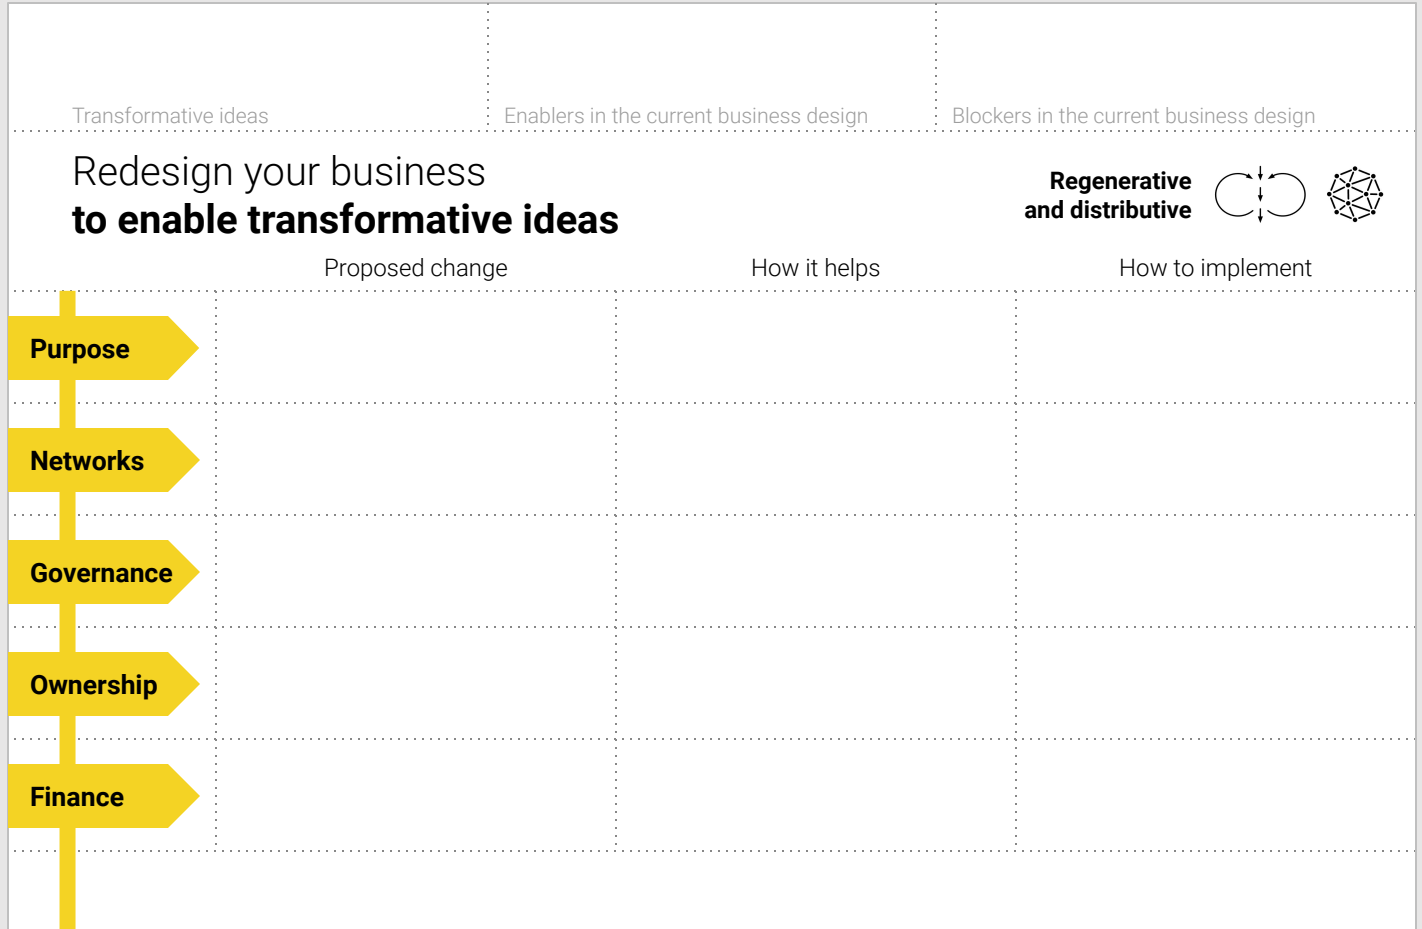 Transformative ideas
Enablers in the current business design
Blockers in the current business design
Redesign your business
to enable transformative ideas
Regenerative
and distributive
Proposed change
How it helps
How to implement
Purpose
Networks
Governance
Ownership
Finance